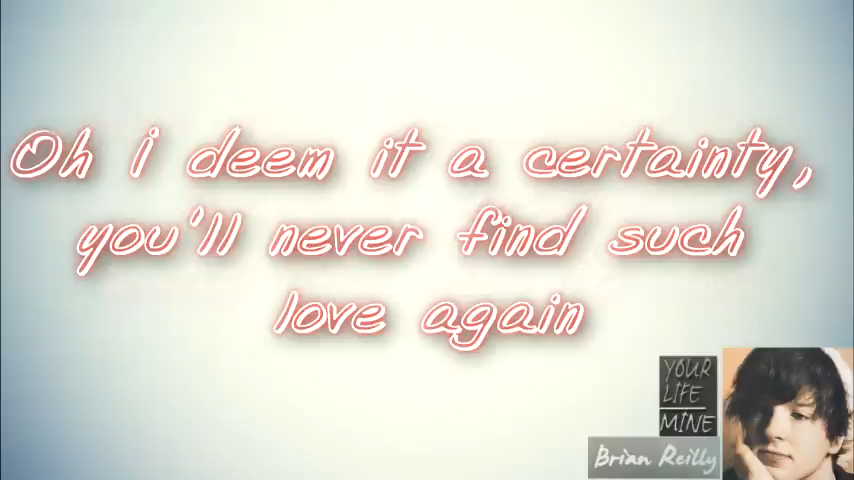 Oh i deem it a certainty,
you'll never find such
love again
YOUR
LIFE
MINE
Brian Reilly